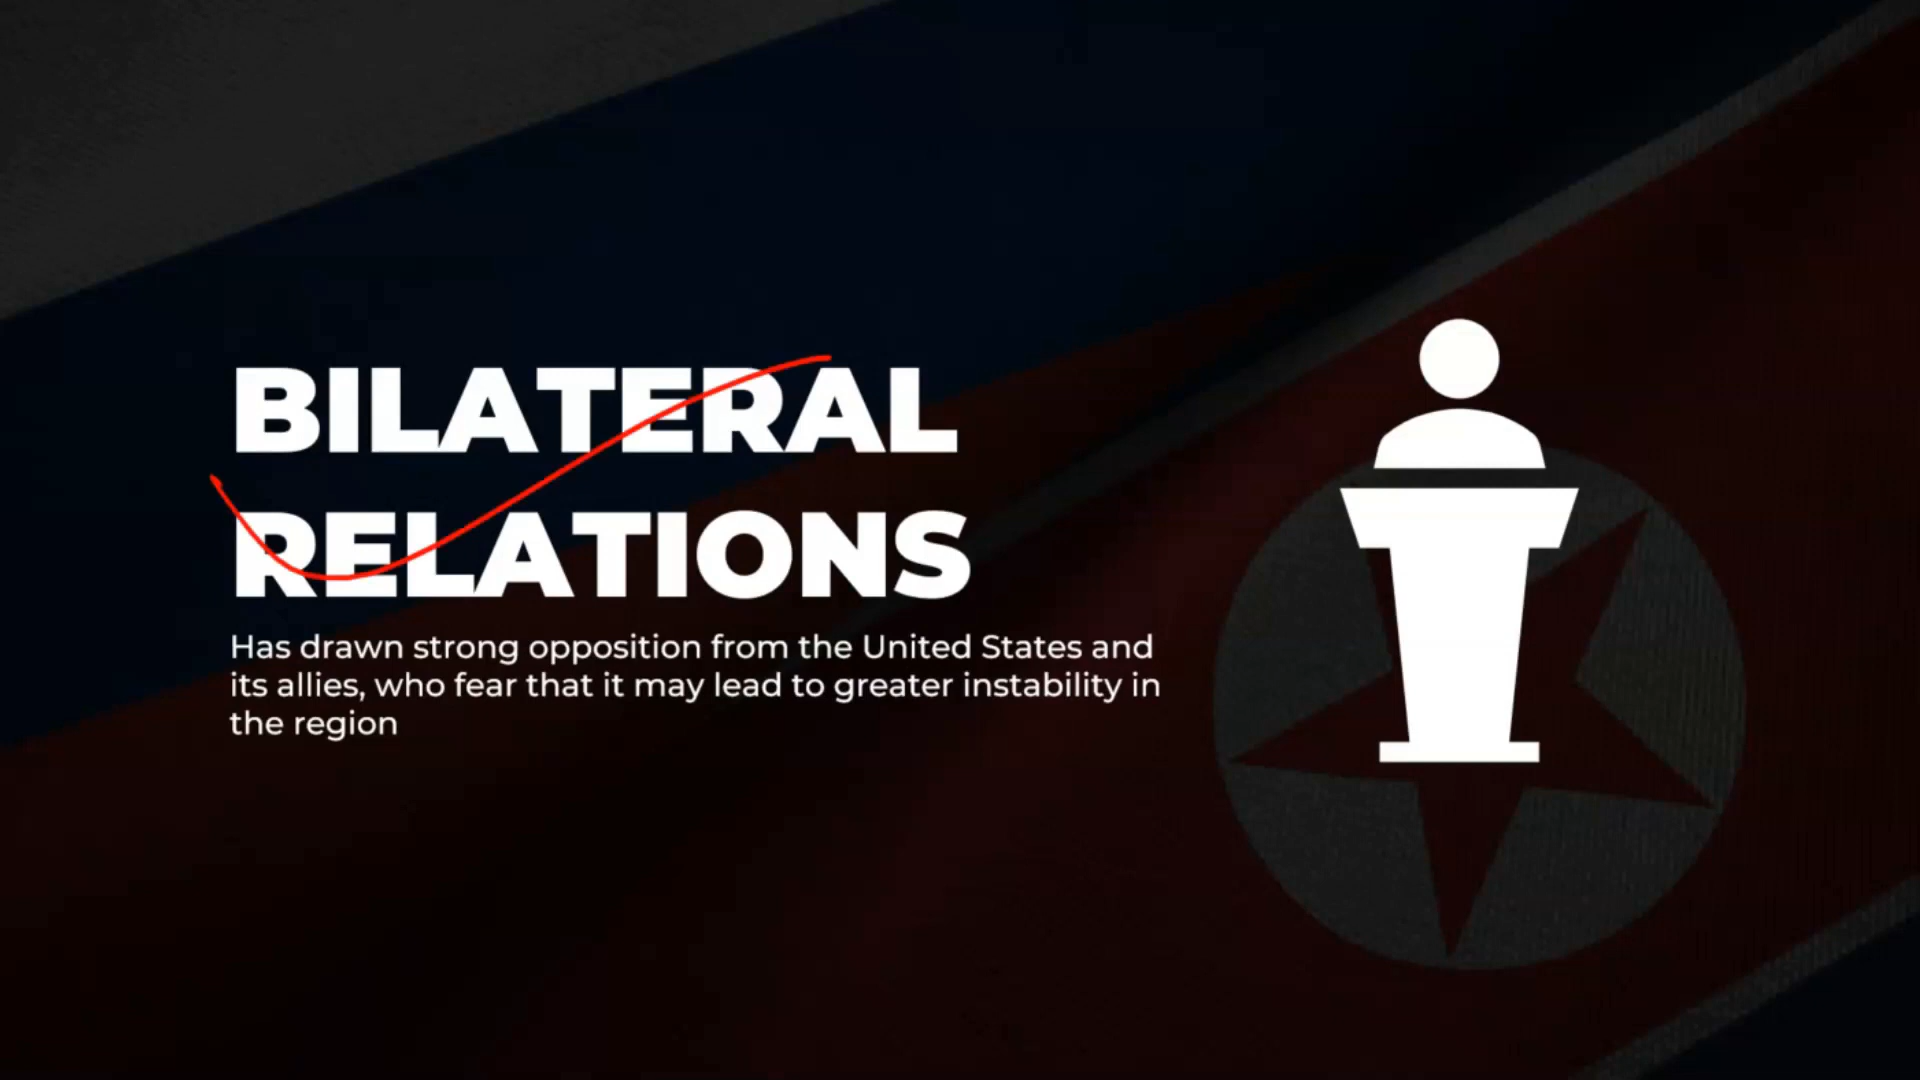 BILATERAL
RELATIONS
Has drawn strong opposition from the United States and
its allies, who fear that it may lead to greater instability in
the region